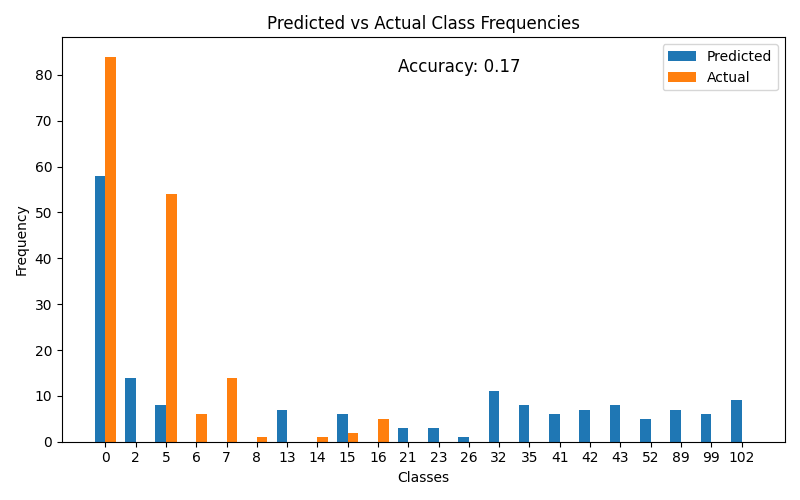 Predicted vs Actual Class Frequencies
Accuracy: 0.17
Predicted
Actual
Frequency
80
70
60
50
40
30
20
10
0
0 2 5 6 7 8 13 14 15 16 21 23 26 32 35 41 42 43 52 89 99 102
Classes